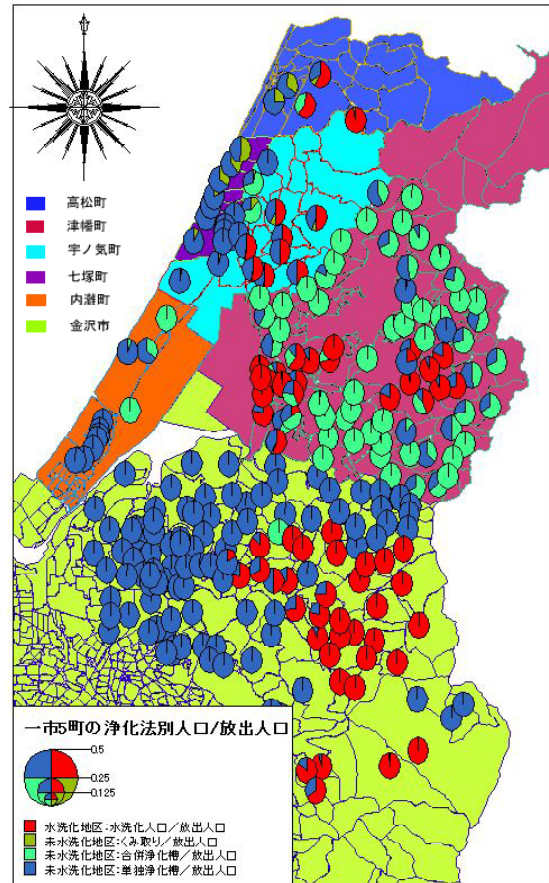 高松町
津幡町
宇ノ気町
七塚町
内灘町
金沢市
一市5町の浄化法別人口/放出人口
0.5
0.25
0.125
水洗化地区:水洗化人口/放出人口
未水洗化地区:くみ取り/放出人口
未水洗化地区:合併浄化槽/放出人口
未水洗化地区:単独浄化槽/放出人口